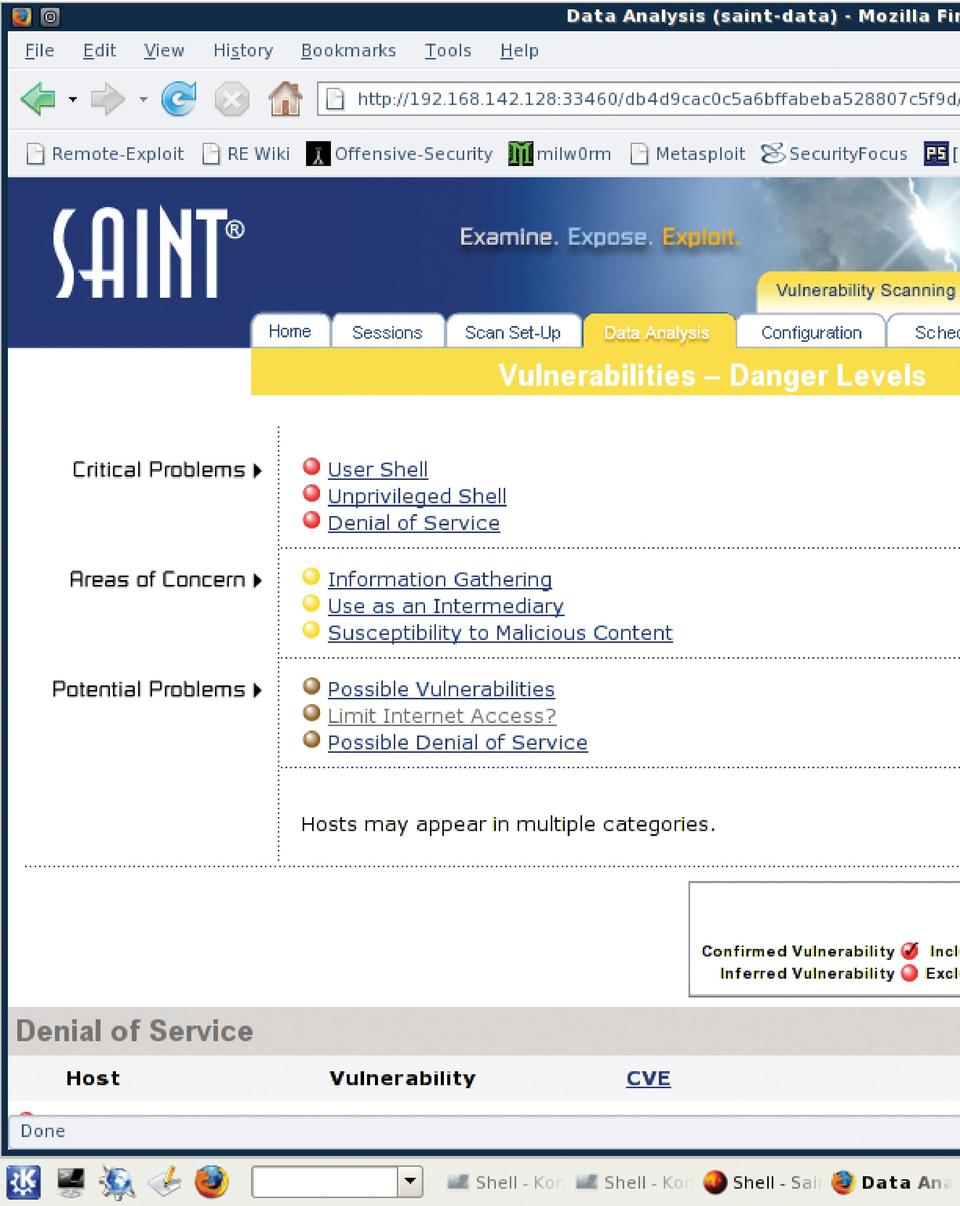 Data Analysis (saint-data) - Mozilla
File Edit View History Bookmarks Tools Help
http://192.168.142.128:33460/db4d9cac0c5a6bffabeba528807c5f9d/
Remote-Exploit RE Wiki Offensive-Security milw0rm Metasploit SecurityFocus PS [
SAINT®
Examine. Expose. Exploit.
Vulnerability Scanning
Home Sessions Scan Set-Up Data Analysis Configuration
Vulnerabilities – Danger Levels
Critical Problems
User Shell
Unprivileged Shell
Denial of Service
Areas of Concern
Information Gathering
Use as an Intermediary
Susceptibility to Malicious Content
Potential Problems
Possible Vulnerabilities
Limit Internet Access?
Possible Denial of Service
Hosts may appear in multiple categories.
Confirmed Vulnerability
Inferred Vulnerability
Denial of Service
Host Vulnerability CVE
Done
Shell - Kon Shell - Kon Shell - Sai Data Ana